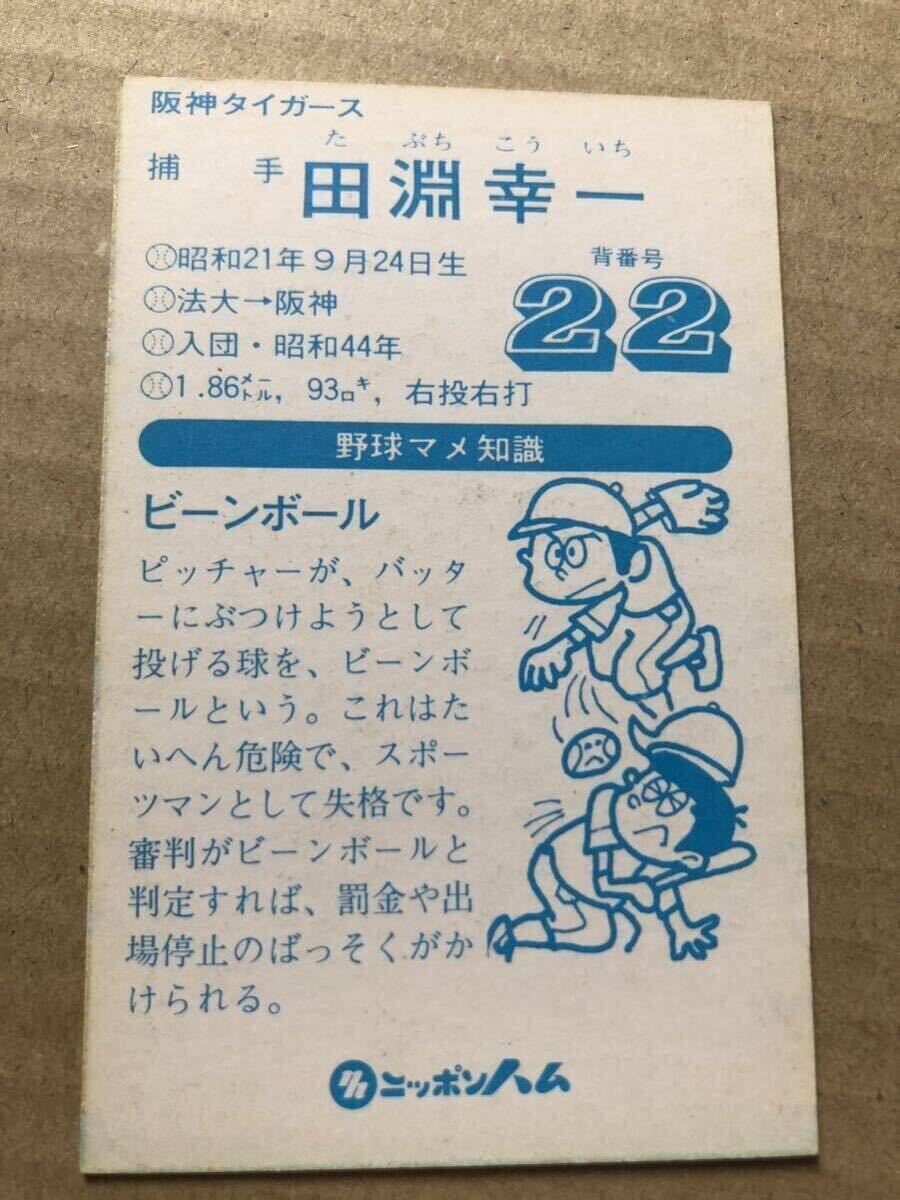 阪神タイガース
た ぶち こう いち
捕手 田淵幸一
昭和21年9月24日生
背番号
22
法大→阪神
入団・昭和44年
1.86メートル, 93キロ, 右投右打
野球マメ知識
ビーンボール
ピッチャーが、バッタ
ーにぶつけようとして
投げる球を、ビーンボ
ールという。これはた
いへん危険で、スポー
ツマンとして失格です。
審判がビーンボールと
判定すれば、罰金や出
場停止のばっそくがか
けられる。
ニッポンハム